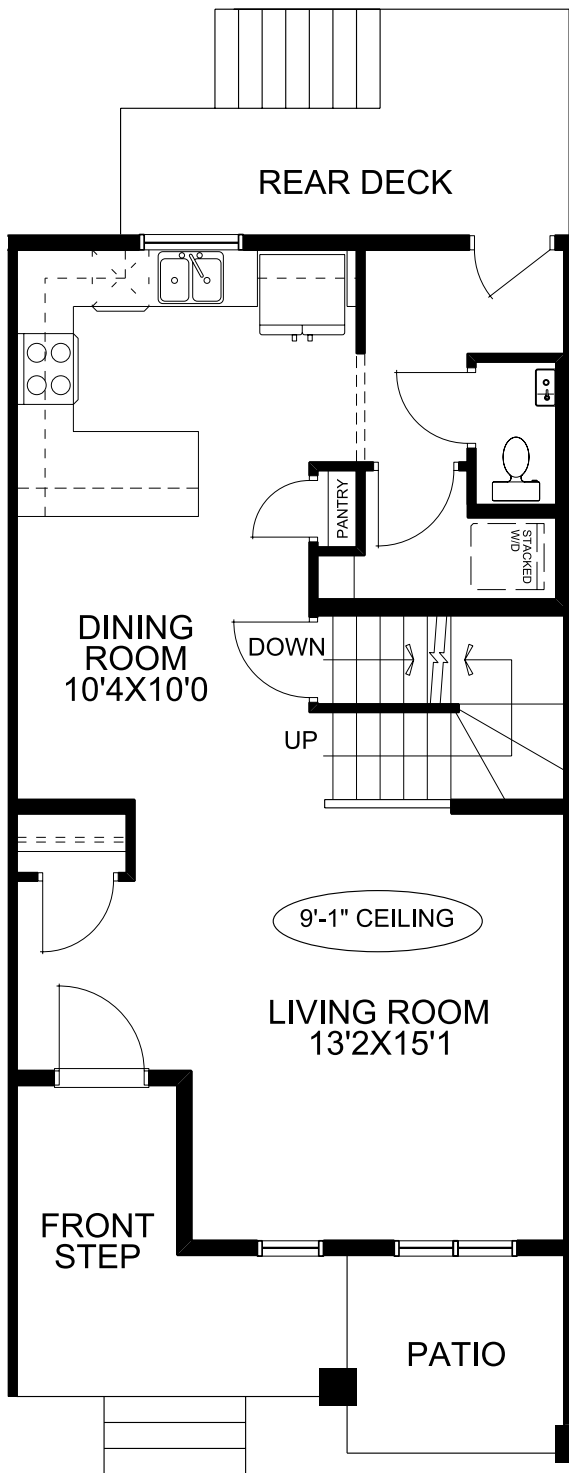 REAR DECK
PANTRY
STACKED
W/D
DINING
ROOM
10'4X10'0
DOWN
UP
9'-1" CEILING
LIVING ROOM
13'2X15'1
FRONT
STEP
PATIO